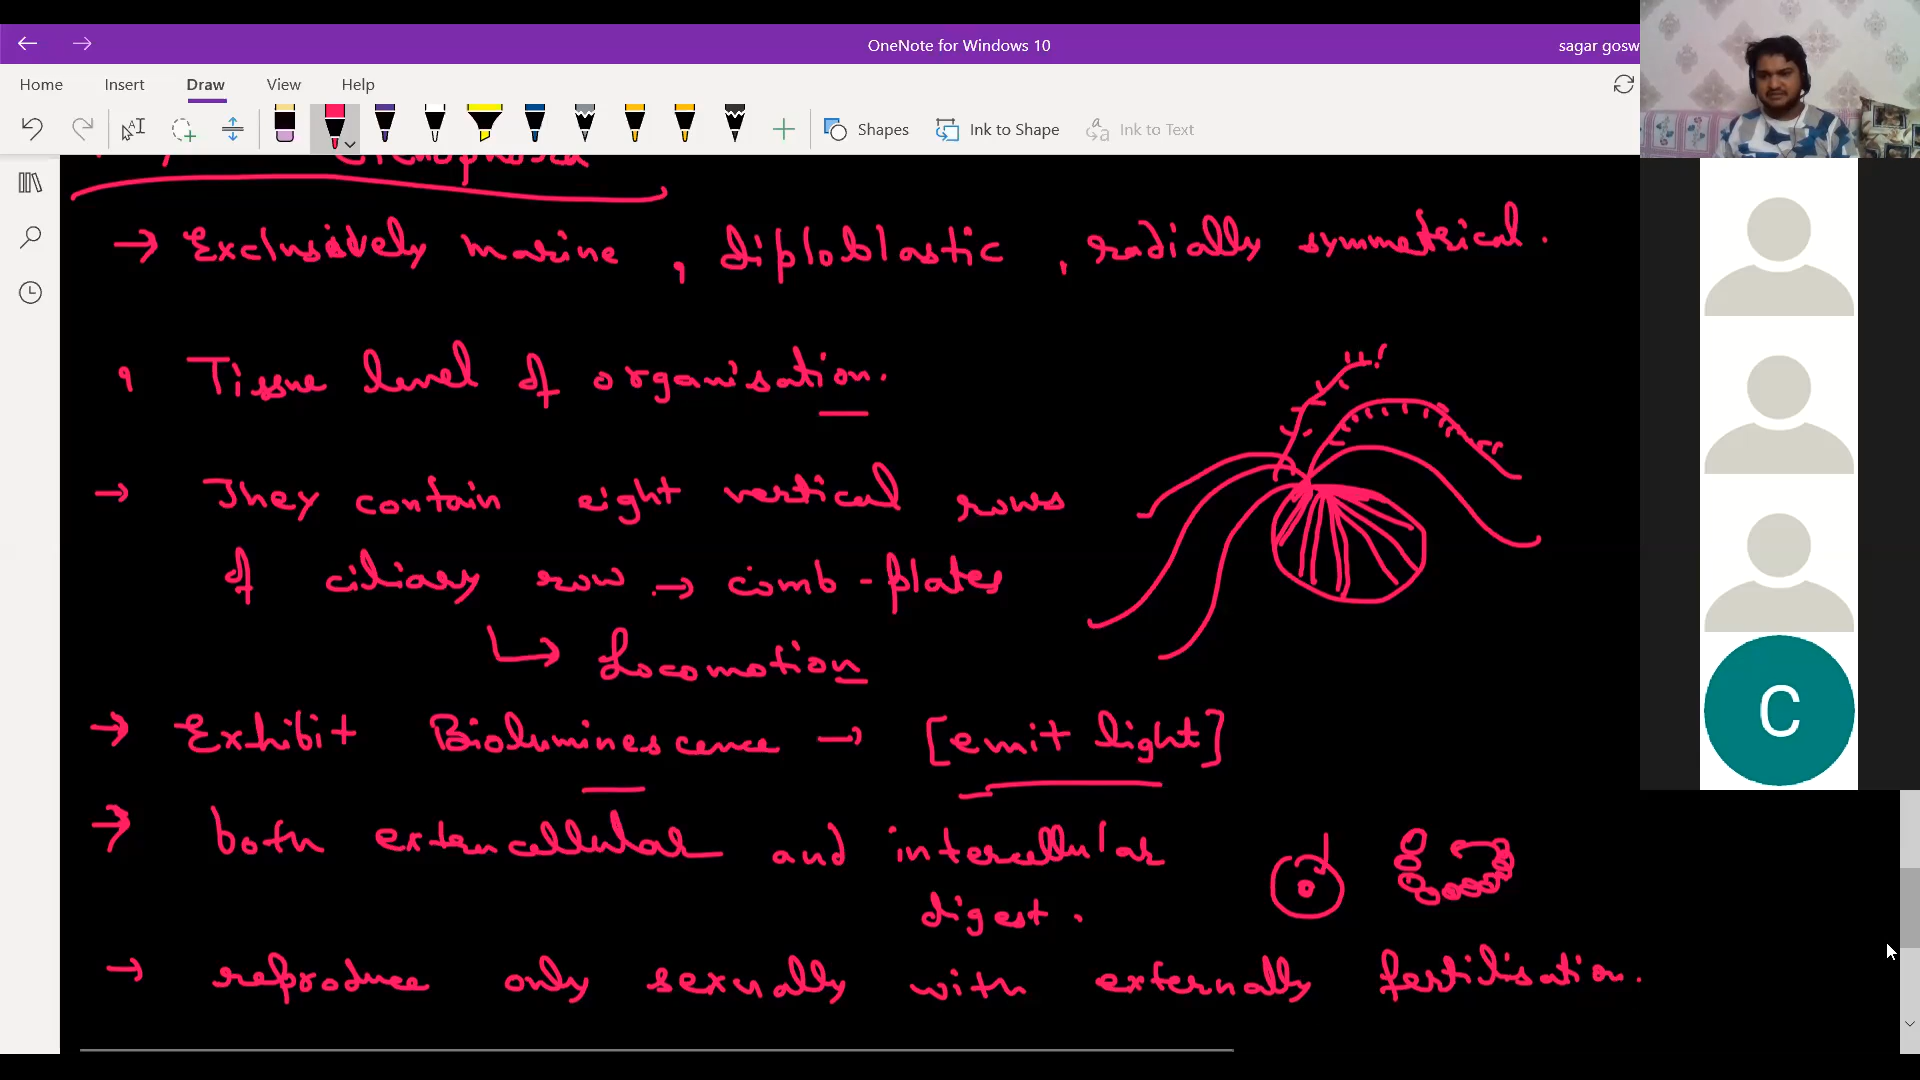 OneNote for Windows 10
sagar gosw
Home Insert Draw View Help
Shapes Ink to Shape Ink to Text
→ Exclusively marine, diploblastic, radially symmetrical.
Tissue level of organisation.
→ They contain eight vertical rows
of ciliary row → comb-plates
↳ Locomotion
→ Exhibit Bioluminescence → [emit light]
→ both extracellular and intercellular
digest.
→ reproduce only sexually with externally fertilisation.
C